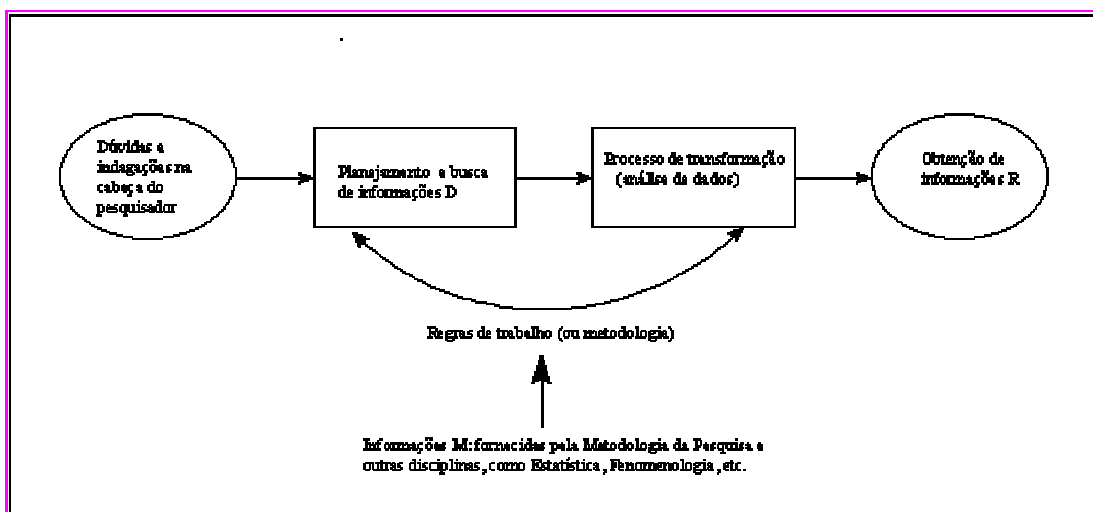 Dúvidas e
indagações na
cabeça do
pesquisador
Planejamento e busca
de informações D
Processo de transformação
(análise de dados)
Obtenção de
informações R
Regras de trabalho (ou metodologia)
Informações M:fornecidas pela Metodologia da Pesquisa e
outras disciplinas,como Estatística, Fenomenologia,etc.